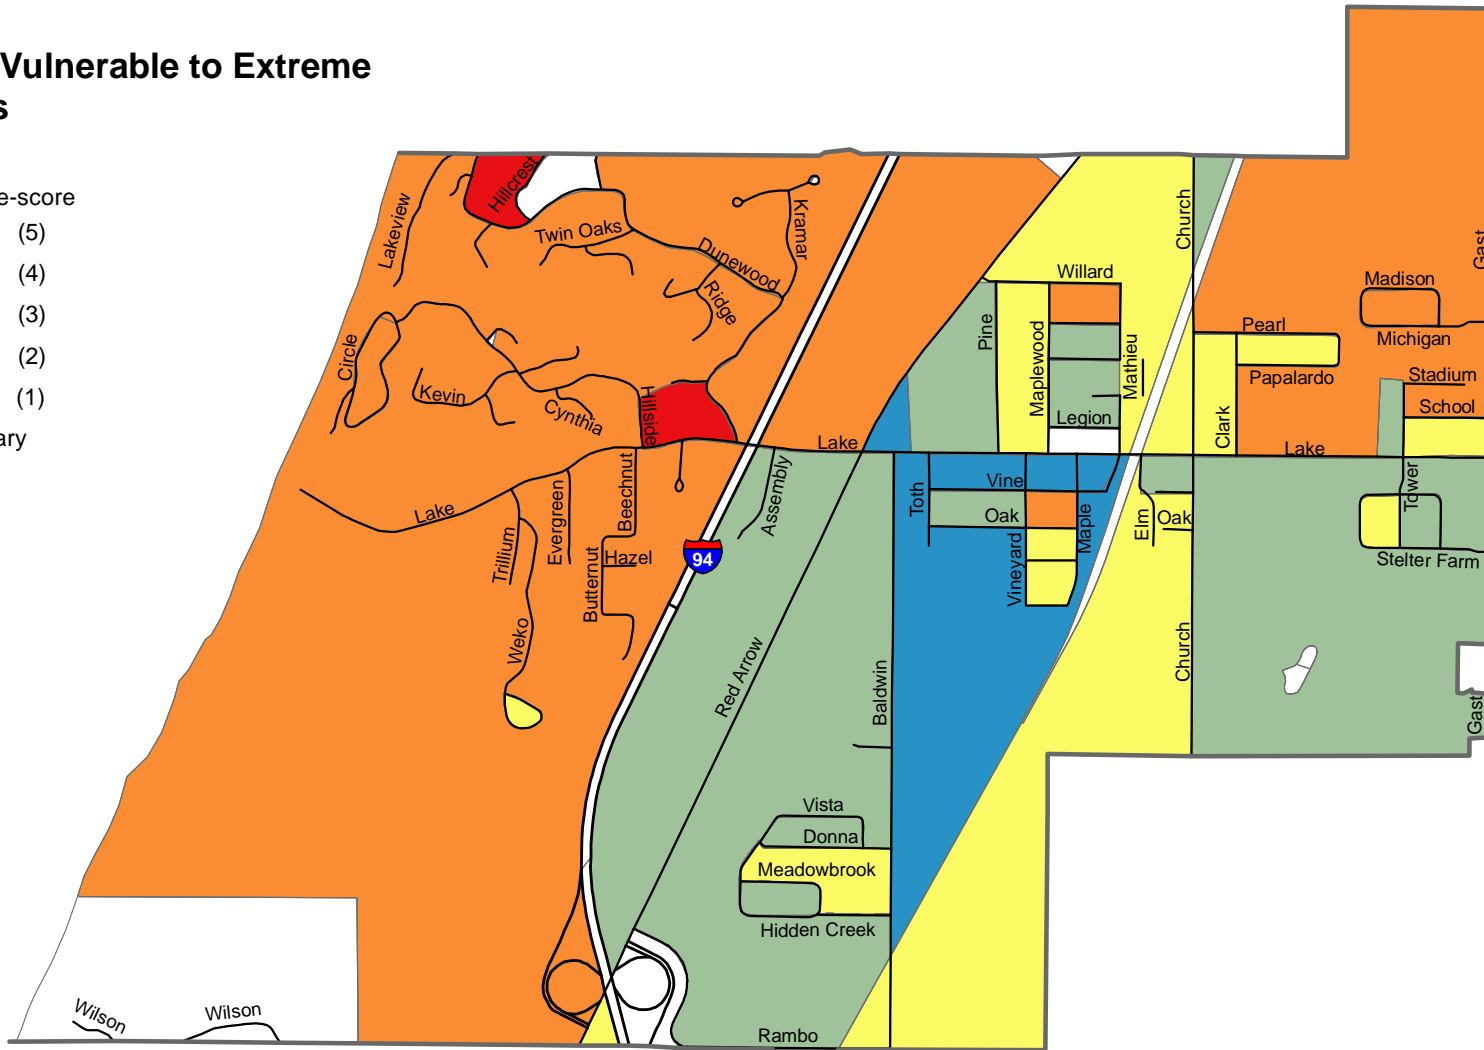 Vulnerable to Extreme
s
e-score
(5)
(4)
(3)
(2)
(1)
ary
Hillcrest
Lakeview
Twin Oaks
Kramar
Dunewood
Ridge
Church
Gast
Willard
Madison
Pearl
Michigan
Pine
Circle
Maplewood
Mathieu
Papalardo
Stadium
Kevin
Cynthia
Hillside
School
Legion
Clark
Lake
Lake
Lake
Assembly
Beechnut
Evergreen
Toth
Vine
Tower
Oak
Maple
Elm
Oak
Trillium
Hazel
94
Stelter Farm
Butternut
Vineyard
Weko
Red Arrow
Baldwin
Church
Gast
Vista
Donna
Meadowbrook
Hidden Creek
Wilson
Wilson
Rambo